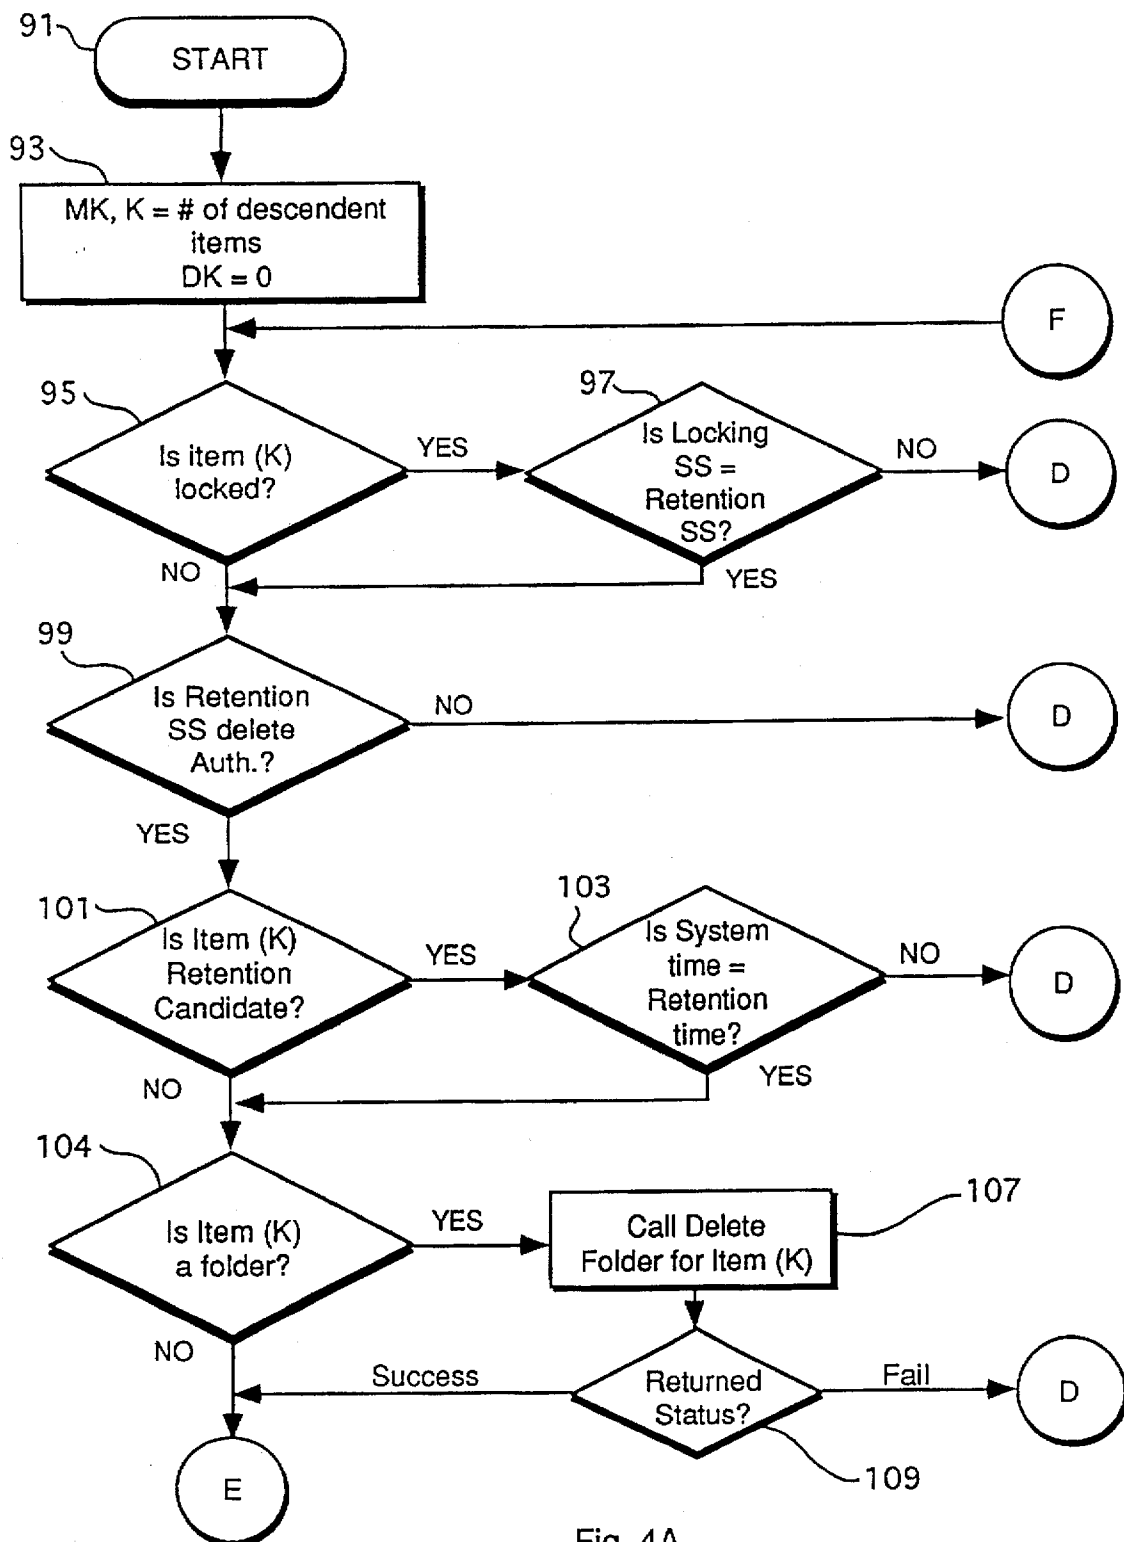 91
START
93
MK, K = # of descendent
items
DK = 0
F
95
Is item (K)
locked?
YES
97
Is Locking
SS =
Retention
SS?
NO
D
NO
YES
99
Is Retention
SS delete
Auth.?
NO
D
YES
101
Is Item (K)
Retention
Candidate?
YES
103
Is System
time =
Retention
time?
NO
D
NO
YES
104
Is Item (K)
a folder?
YES
Call Delete
Folder for Item (K)
107
NO
Success
Returned
Status?
Fail
D
109
E
Fig. 4A